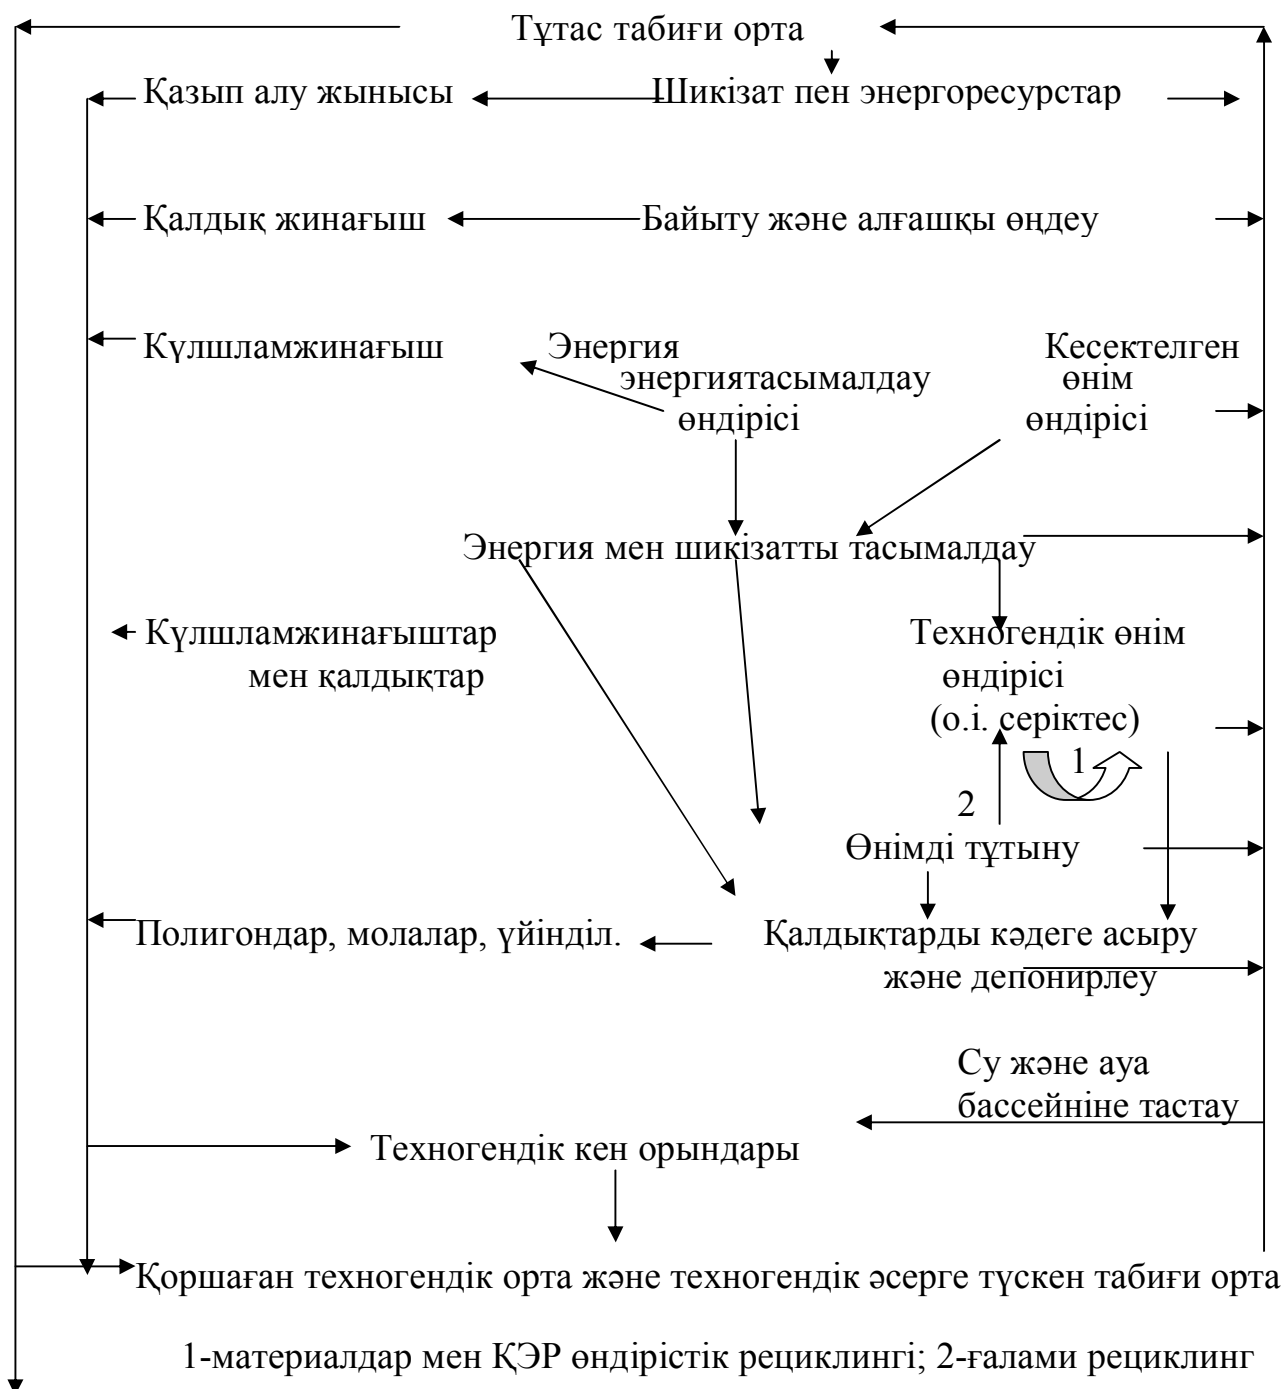 Тұтас табиғи орта
Қазып алу жынысы Шикізат пен энергоресурстар
Қалдық жинағыш Байыту және алғашқы өңдеу
Күлшламжинағыш Энергия Кесектелген
энергиятасымалдау өнім
өндірісі өндірісі
Энергия мен шикізатты тасымалдау
Күлшламжинағыштар Техногендік өнім
мен қалдықтар өндірісі
(о.і. серіктес)
1
2
Өнімді тұтыну
Полигондар, молалар, үйінділ. Қалдықтарды кәдеге асыру
және депонирлеу
Су және ауа
бассейніне тастау
Техногендік кен орындары
Қоршаған техногендік орта және техногендік әсерге түскен табиғи орта
1-материалдар мен ҚЭР өндірістік рециклингі; 2-ғалами рециклинг